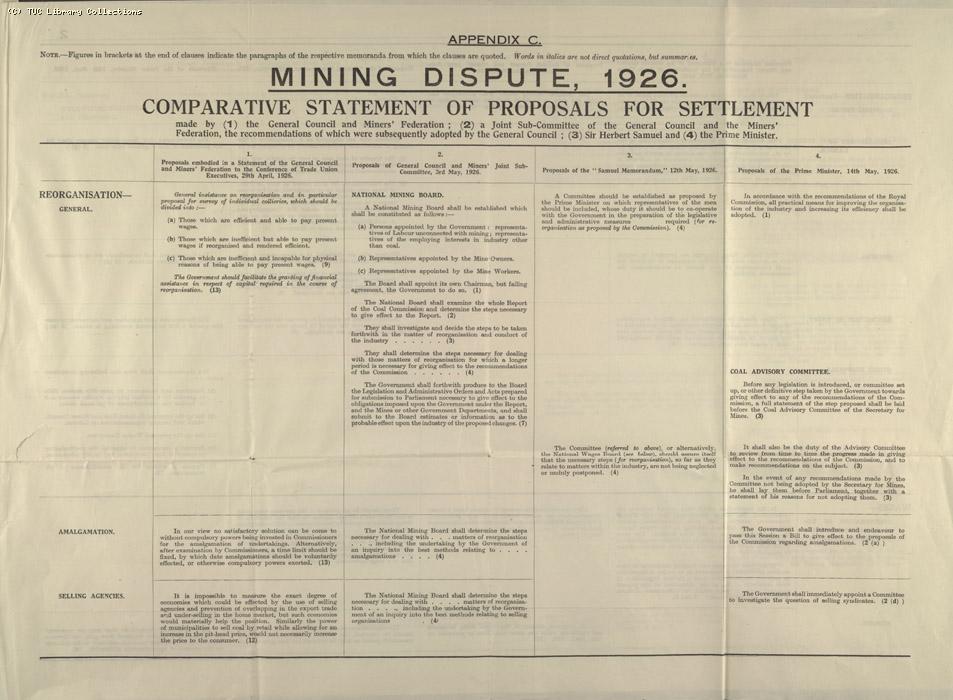 (C) TUC Library Collections
APPENDIX C.
NOTE.—Figures in brackets at the end of clauses indicate the paragraphs of the respective memoranda from which the clauses are quoted. Words in italics are not direct quotations, but summaries.
MINING DISPUTE, 1926.
COMPARATIVE STATEMENT OF PROPOSALS FOR SETTLEMENT
made by (1) the General Council and Miners' Federation ; (2) a Joint Sub-Committee of the General Council and the Miners'
Federation, the recommendations of which were subsequently adopted by the General Council ; (3) Sir Herbert Samuel and (4) the Prime Minister.
1.
Proposals embodied in a Statement of the General Council
and Miners' Federation to the Conference of Trade Union
Executives, 29th April, 1926.
2.
Proposals of General Council and Miners' Joint Sub-
Committee, 3rd May, 1926.
3.
Proposals of the "Samuel Memorandum," 12th May, 1926.
4.
Proposals of the Prime Minister, 14th May, 1926.
REORGANISATION—
GENERAL.
General insistence on reorganisation and in particular
proposal for survey of individual collieries, which should be
divided into :—
(a) Those which are efficient and able to pay present
wages.
(b) Those which are inefficient but able to pay present
wages if reorganised and rendered efficient.
(c) Those which are inefficient and incapable for physical
reasons of being able to pay present wages. (9)
The Government should facilitate the granting of financial
assistance in respect of capital required in the course of
reorganisation. (13)
NATIONAL MINING BOARD.
A National Mining Board shall be established which
shall be constituted as follows :—
(a) Persons appointed by the Government : representa-
tives of Labour unconnected with mining ; representa-
tives of the employing interests in industry other
than coal.
(b) Representatives appointed by the Mine Owners.
(c) Representatives appointed by the Mine Workers.
The Board shall appoint its own Chairman, but failing
agreement, the Government to do so. (1)
The National Board shall examine the whole Report
of the Coal Commission and determine the steps necessary
to give effect to the Report. (2)
They shall investigate and decide the steps to be taken
forthwith in the matter of reorganisation and conduct of
the industry . . . . . . (3)
They shall determine the steps necessary for dealing
with those matters of reorganisation for which a longer
period is necessary for giving effect to the recommendations
of the Commission . . . . . . (4)
The Government shall forthwith produce to the Board
the Legislation and Administrative Orders and Acts prepared
for submission to Parliament necessary to give effect to the
obligations imposed upon the Government under the Report,
and the Mines or other Government Departments, and shall
submit to the Board estimates or information as to the
probable effect upon the industry of the proposed changes. (7)
A Committee should be established as proposed by
the Prime Minister on which representatives of the men
should be included, whose duty it should be to co-operate
with the Government in the preparation of the legislative
and administrative measures required (for re-
organisation as proposed by the Commission). (4)
The Committee (referred to above), or alternatively,
the National Wages Board (see below), should assure itself
that the necessary steps (for reorganisation), so far as they
relate to matters within the industry, are not being neglected
or unduly postponed. (4)
In accordance with the recommendations of the Royal
Commission, all practical means for improving the organisa-
tion of the industry and increasing its efficiency shall be
adopted. (1)
COAL ADVISORY COMMITTEE.
Before any legislation is introduced, or committee set
up, or other definitive step taken by the Government towards
giving effect to any of the recommendations of the Com-
mission, a full statement of the step proposed shall be laid
before the Coal Advisory Committee of the Secretary for
Mines. (3)
It shall also be the duty of the Advisory Committee
to review from time to time the progress made in giving
effect to the recommendations of the Commission, and to
make recommendations on the subject. (3)
In the event of any recommendations made by the
Committee not being adopted by the Secretary for Mines,
he shall lay them before Parliament, together with a
statement of his reasons for not adopting them. (3)
AMALGAMATION.
In our view no satisfactory solution can be come to
without compulsory powers being invested in Commissioners
for the amalgamation of undertakings. Alternatively,
after examination by Commissioners, a time limit should be
fixed, by which date amalgamations should be voluntarily
effected, or otherwise compulsory powers exerted. (13)
The National Mining Board shall determine the steps
necessary for dealing with . . . matters of reorganisation
. . ., including the undertaking by the Government of
an inquiry into the best methods relating to . . . .
amalgamations . . . . (4)
The Government shall introduce and endeavour to
pass this Session a Bill to give effect to the proposals of
the Commission regarding amalgamations. (2 (a) )
SELLING AGENCIES.
It is impossible to measure the exact degree of
economies which could be effected by the use of selling
agencies and prevention of overlapping in the export trade
and under-selling in the home market, but such economies
would materially help the position. Similarly the power
of municipalities to sell coal by retail while allowing for an
increase in the pit-head price, would not necessarily increase
the price to the consumer. (12)
The National Mining Board shall determine the steps
necessary for dealing with . . . . matters of reorganisa-
tion . . . ., including the undertaking by the Govern-
ment of an inquiry into the best methods relating to selling
organisations . (4)
The Government shall immediately appoint a Committee
to investigate the question of selling syndicates. (2 (d) )